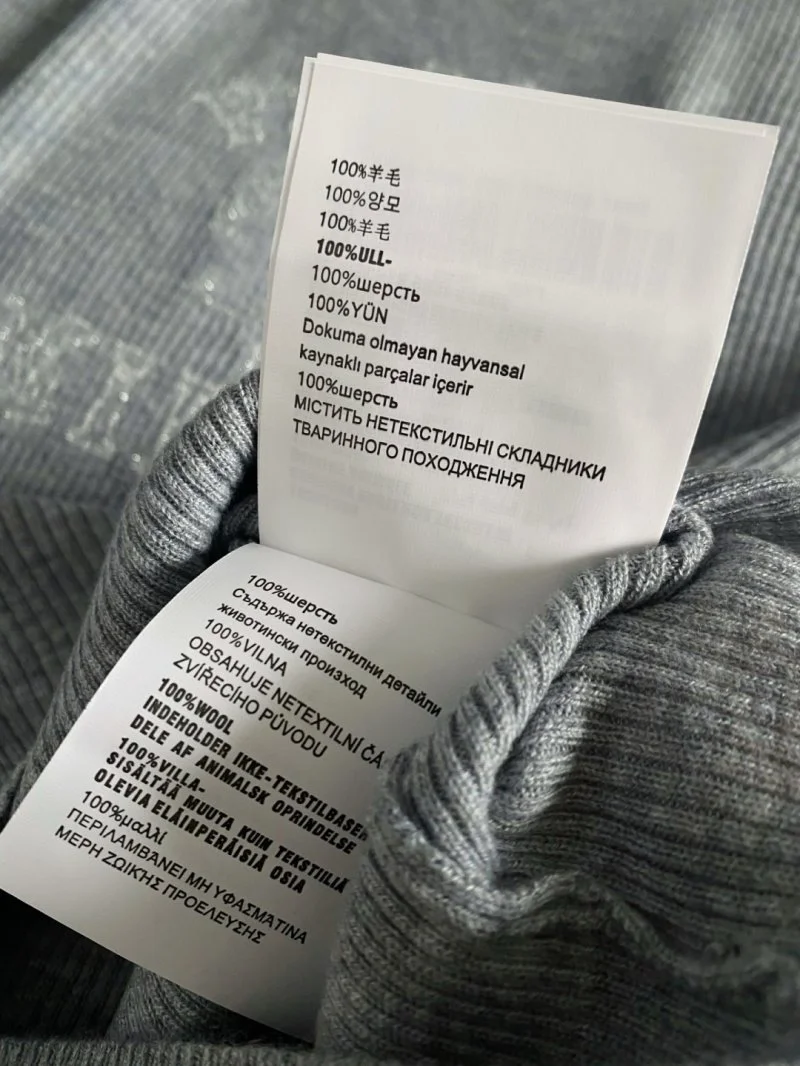 100%羊毛
100%양모
100%羊毛
100%ULL-
100%шерсть
100%YÜN
Dokuma olmayan hayvansal
kaynaklı parçalar içerir
100%шерсть
МІСТИТЬ НЕТЕКСТИЛЬНІ СКЛАДНИКИ
ТВАРИННОГО ПОХОДЖЕННЯ
100%шерсть
Съдържа нетекстилни детайли
животински произход
100%VILNA
OBSAHUJE NETEXTILNÍ ČÁ
ZVÍŘECÍHO PŮVODU
100%WOOL
INDEHOLDER IKKE-TEKSTILBASER
DELE AF ANIMALSK OPRINDELSE
100%VILLA-
SISÄLTÄÄ MUUTA KUIN TEKSTIILIÄ
OLEVIA ELÄINPERÄISIÄ OSIA
100%μαλλί
ΠΕΡΙΛΑΜΒΆΝΕΙ ΜΗ ΥΦΑΣΜΆΤΙΝΑ
ΜΕΡΗ ΖΩΙΚΉΣ ΠΡΟΕΛΕΥΣΗΣ